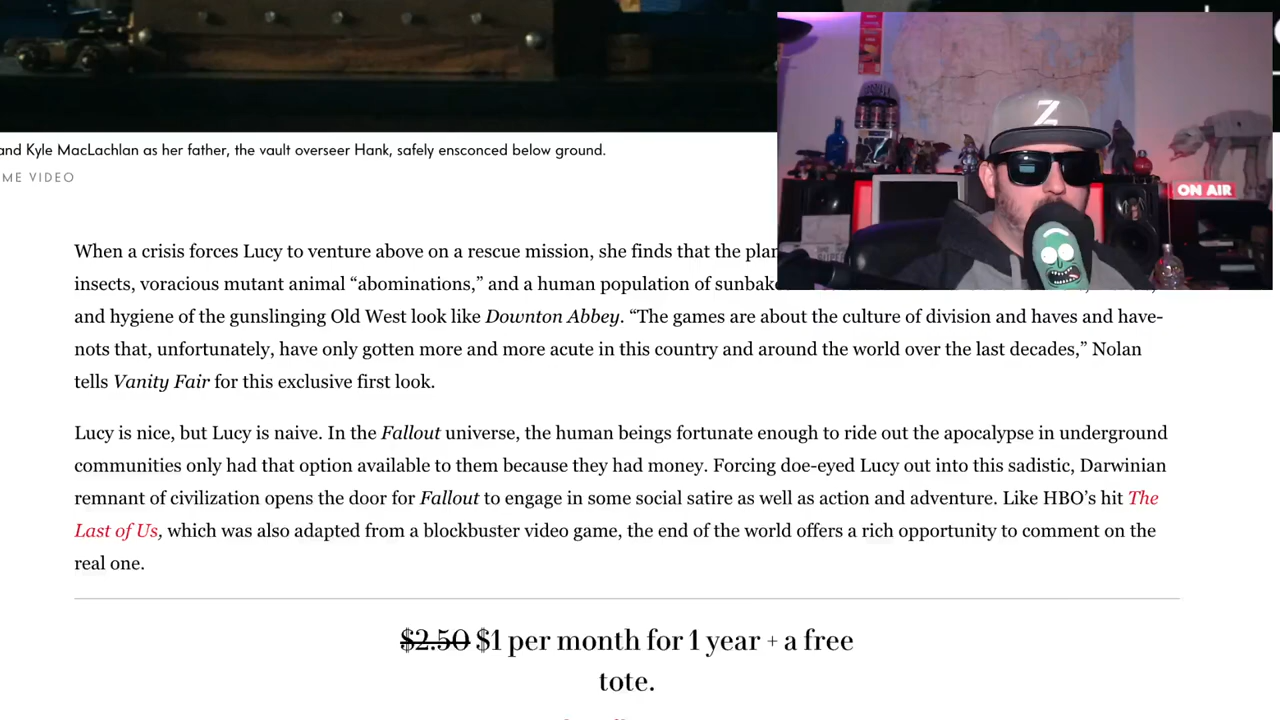 and Kyle MacLachlan as her father, the vault overseer Hank, safely ensconced below ground.
ME VIDEO
Z
ON AIR
When a crisis forces Lucy to venture above on a rescue mission, she finds that the
insects, voracious mutant animal “abominations,” and a human population of
and hygiene of the gunslinging Old West look like Downton Abbey. “The games are about the culture of division and haves and have-
nots that, unfortunately, have only gotten more and more acute in this country and around the world over the last decades,” Nolan
tells Vanity Fair for this exclusive first look.
Lucy is nice, but Lucy is naive. In the Fallout universe, the human beings fortunate enough to ride out the apocalypse in underground
communities only had that option available to them because they had money. Forcing doe-eyed Lucy out into this sadistic, Darwinian
remnant of civilization opens the door for Fallout to engage in some social satire as well as action and adventure. Like HBO’s hit The
Last of Us, which was also adapted from a blockbuster video game, the end of the world offers a rich opportunity to comment on the
real one.
$2.50 $1 per month for 1 year + a free
tote.